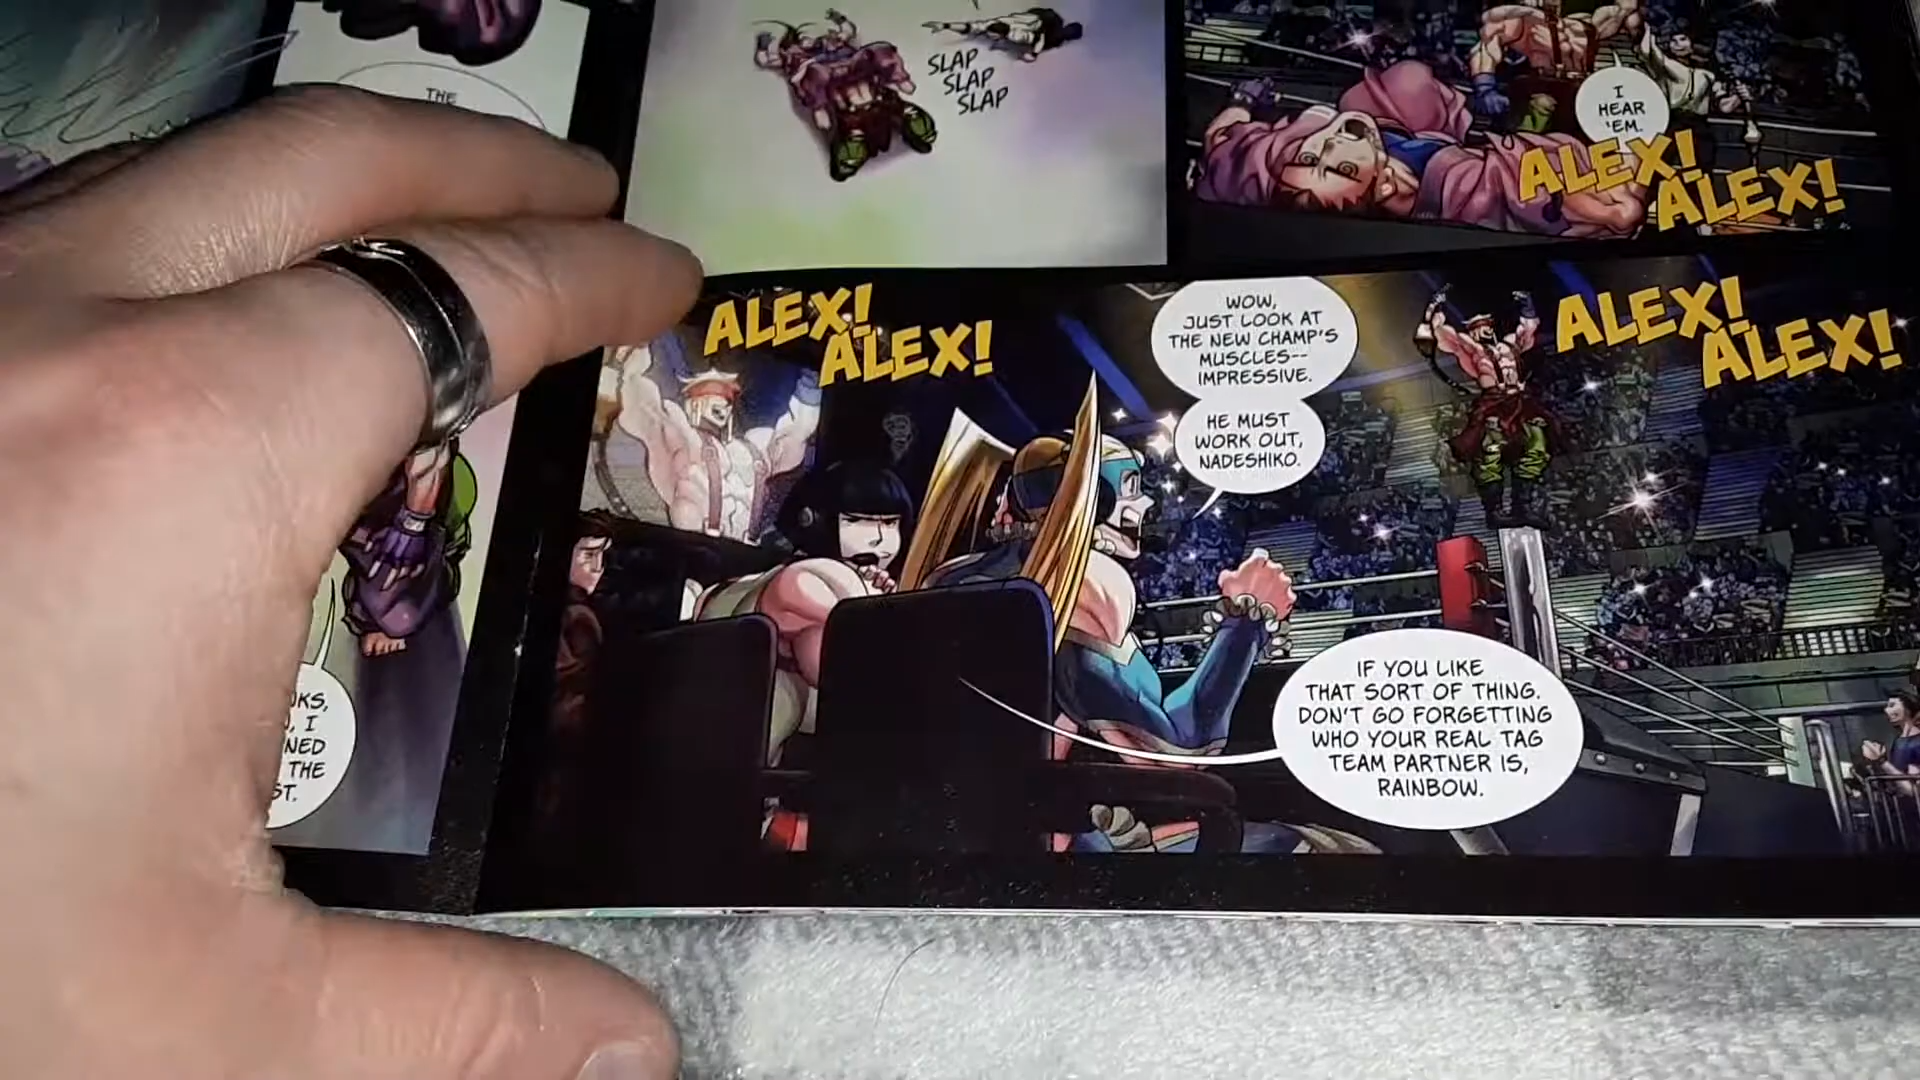 THE
SLAP
SLAP
SLAP
I
HEAR
'EM.
ALEX!
ALEX!
ALEX!
ALEX!
WOW,
JUST LOOK AT
THE NEW CHAMP'S
MUSCLES--
IMPRESSIVE.
HE MUST
WORK OUT,
NADESHIKO.
ALEX!
ALEX!
IF YOU LIKE
THAT SORT OF THING.
DON'T GO FORGETTING
WHO YOUR REAL TAG
TEAM PARTNER IS,
RAINBOW.
I
THE